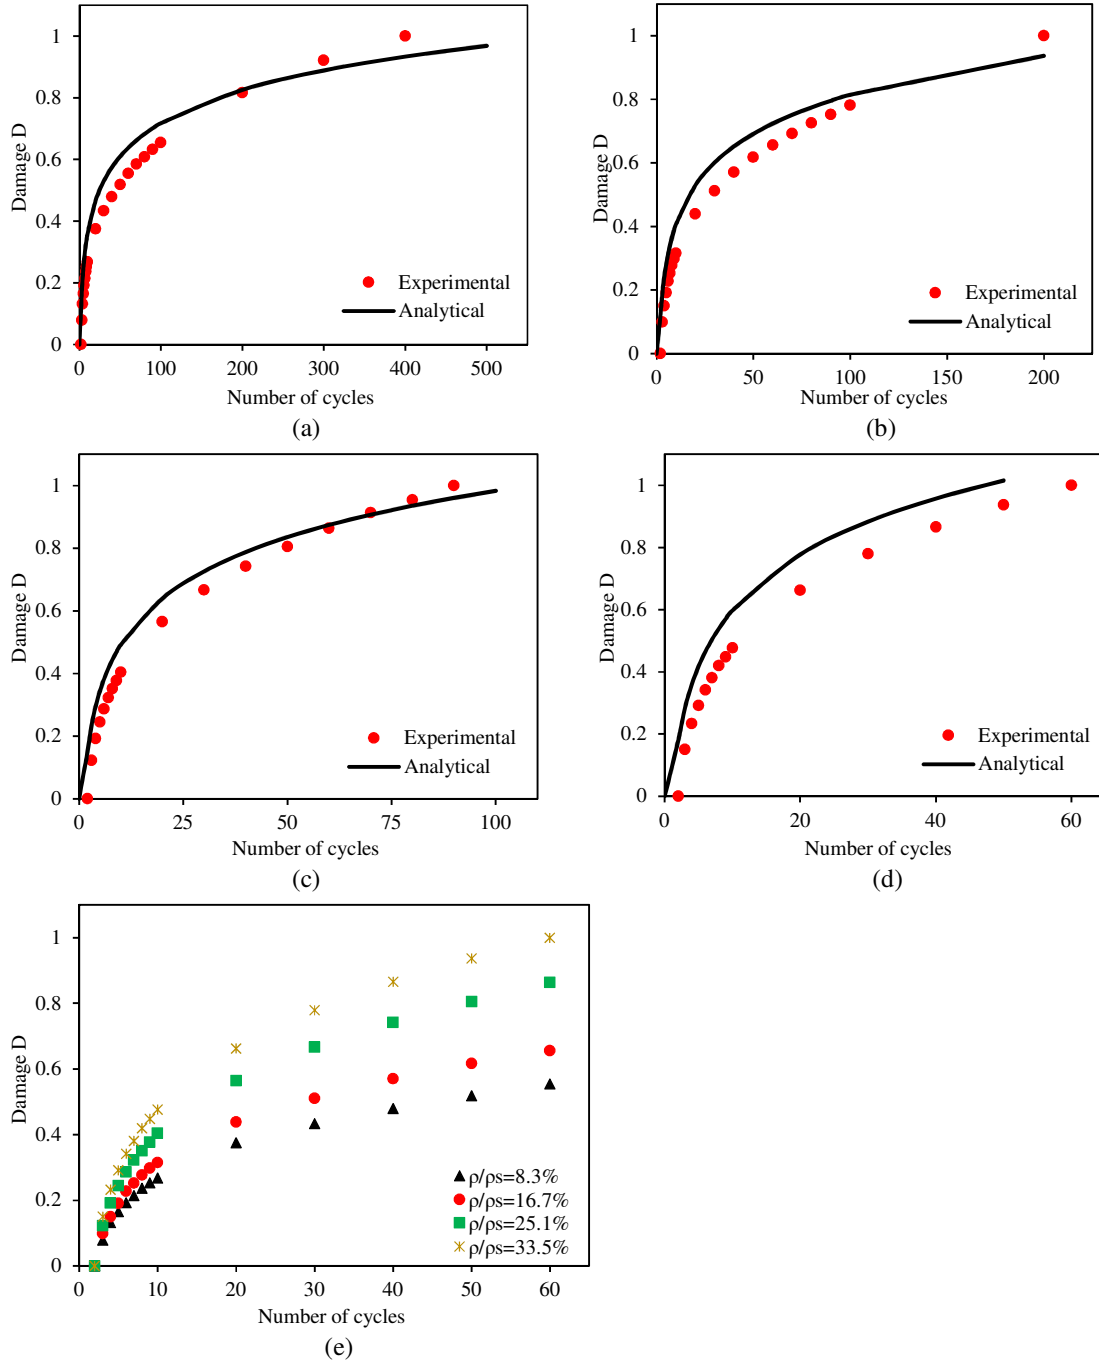 1
0.8
0.6
0.4
0.2
0
Damage D
Experimental
Analytical
0 100 200 300 400 500
Number of cycles
(a)
1
0.8
0.6
0.4
0.2
0
Damage D
Experimental
Analytical
0 50 100 150 200
Number of cycles
(b)
1
0.8
0.6
0.4
0.2
0
Damage D
Experimental
Analytical
0 25 50 75 100
Number of cycles
(c)
1
0.8
0.6
0.4
0.2
0
Damage D
Experimental
Analytical
0 20 40 60
Number of cycles
(d)
1
0.8
0.6
0.4
0.2
0
Damage D
ρ/ρs=8.3%
ρ/ρs=16.7%
ρ/ρs=25.1%
ρ/ρs=33.5%
0 10 20 30 40 50 60
Number of cycles
(e)